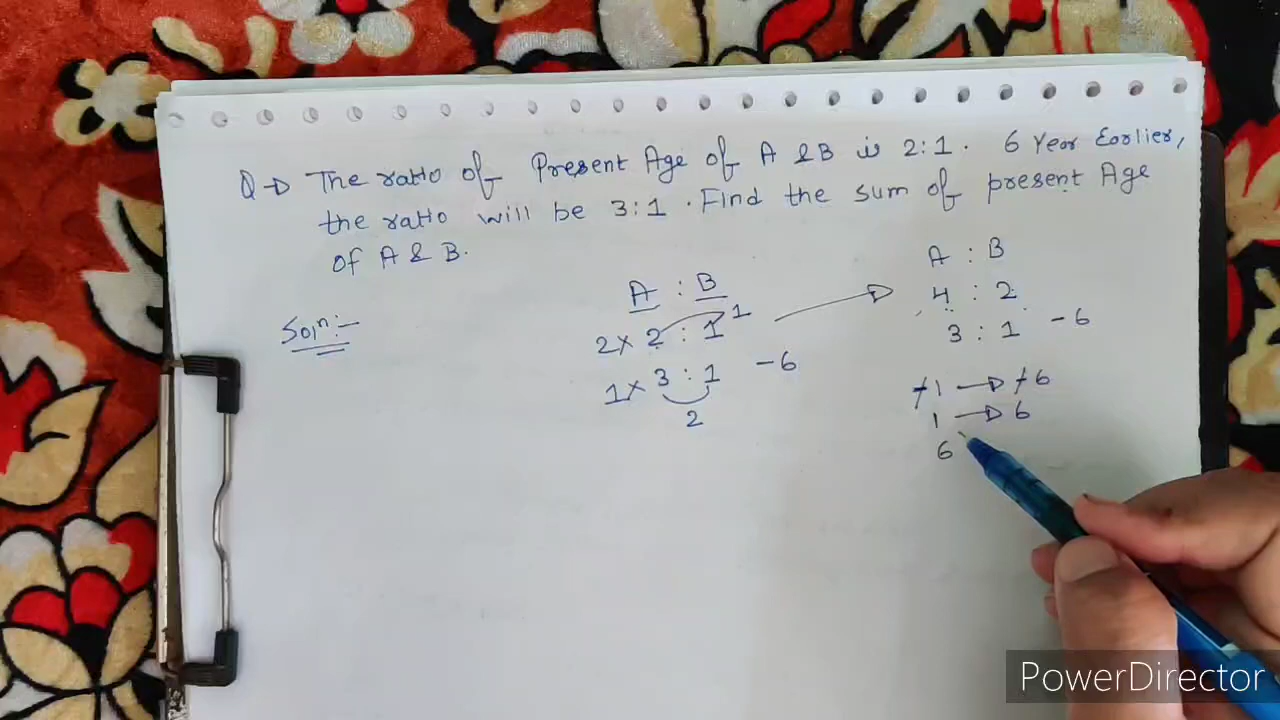 Q → The ratio of Present Age of A & B is 2:1. 6 Year Earlier,
the ratio will be 3:1. Find the sum of present Age
of A & B.
Soln:-
A : B
2× 2 : 1 1
1× 3 : 1 -6
2
A : B
4 : 2
3 : 1 -6
+1 → +6
1 → 6
6
PowerDirector